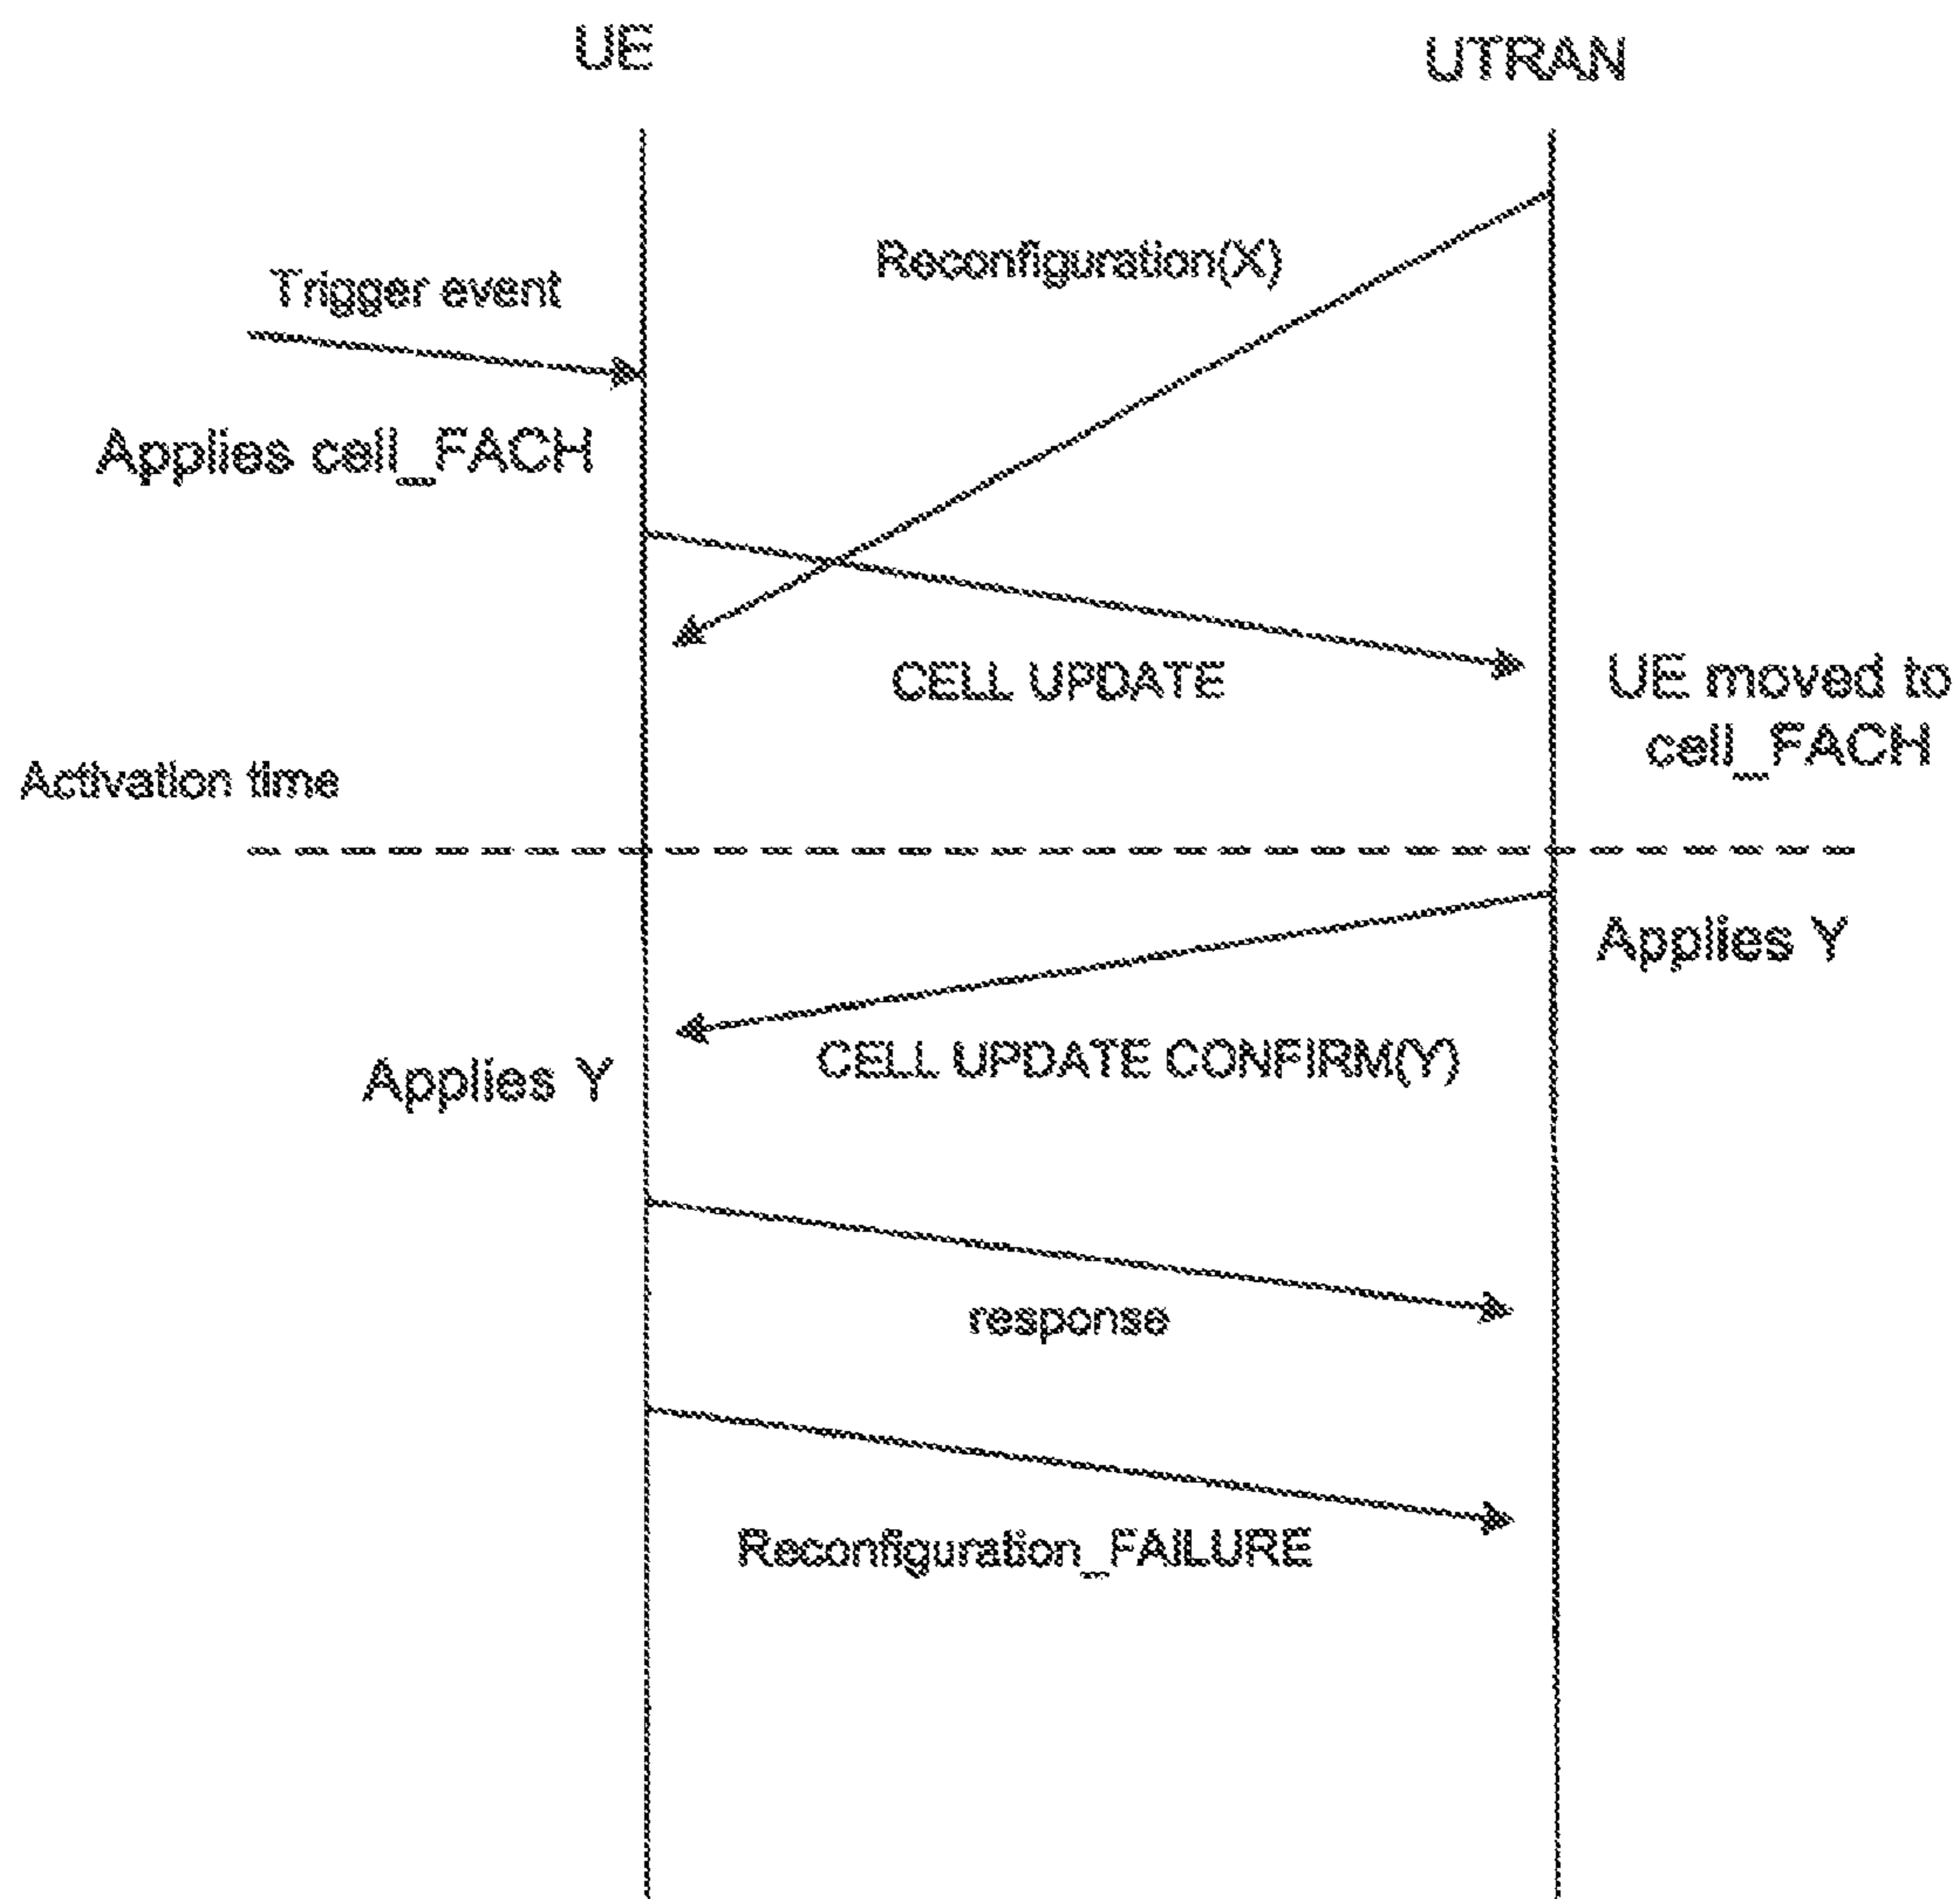 UE
UTRAN
Reconfiguration(X)
Trigger event
Applies cell_FACH
CELL UPDATE
UE moved to
cell_FACH
Activation time
Applies Y
CELL UPDATE CONFIRM(Y)
Applies Y
response
Reconfiguration_FAILURE